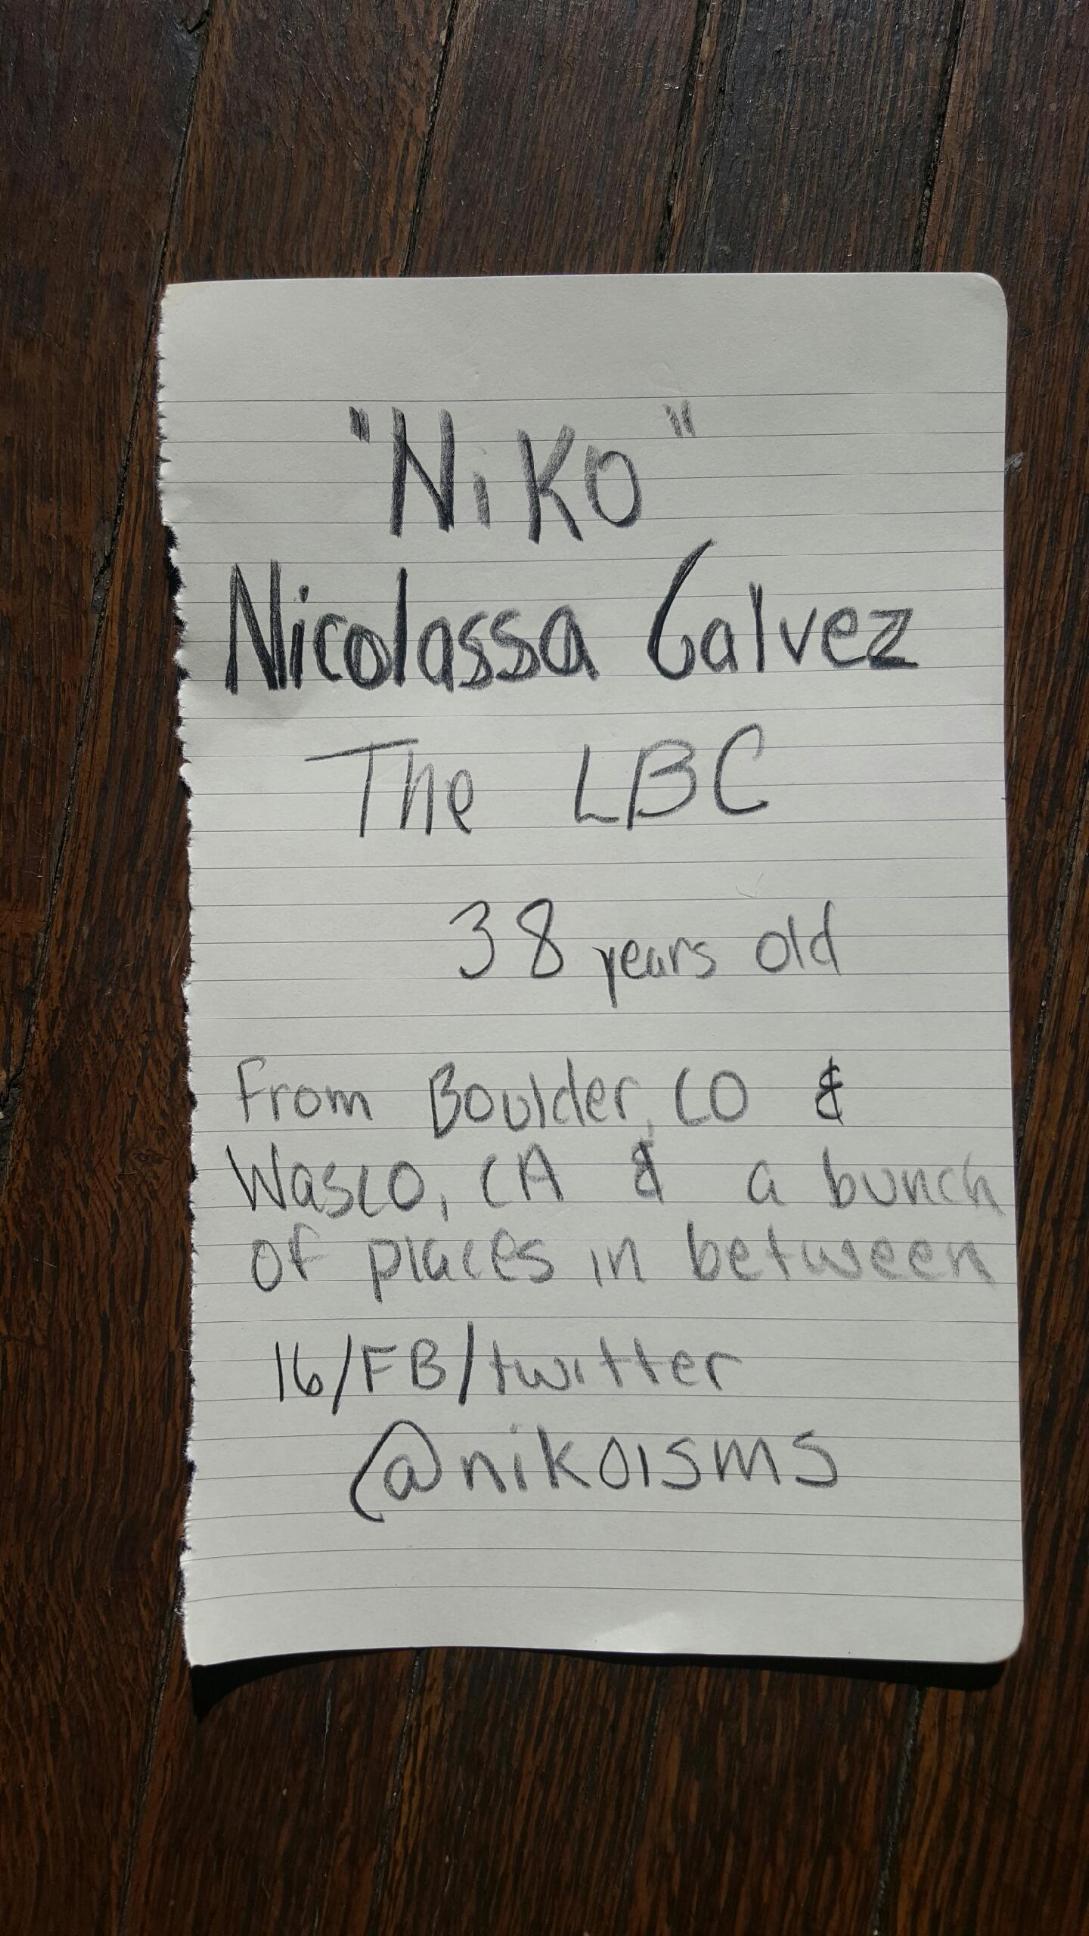 "NiKO"
Nicolassa Galvez
The LBC
38 years old
From Boulder, CO &
Wasco, CA & a bunch
of places in between
IG/FB/twitter
@nikoisms